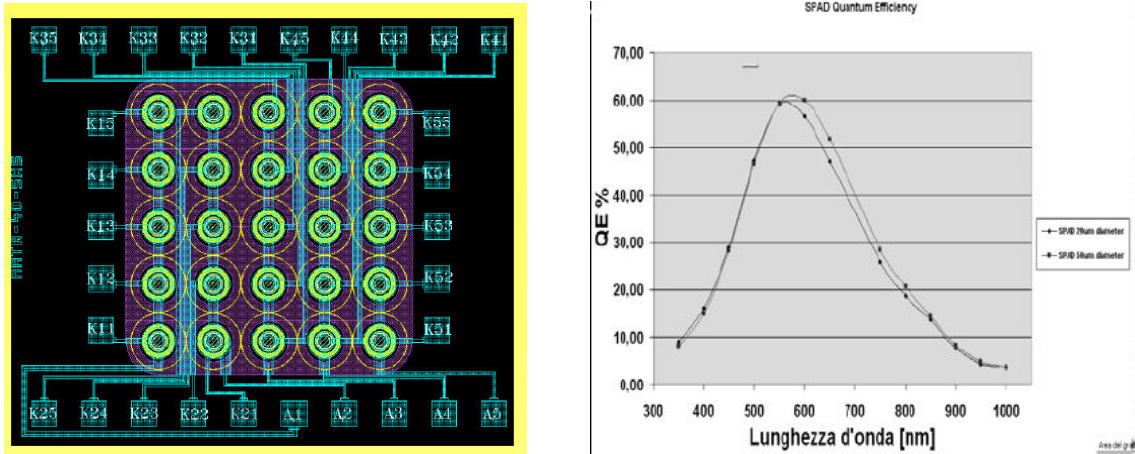 K35 K34 K33 K32 K31 K45 K44 K43 K42 K41
K15 K55
K14 K54
K13 K53
K12 K52
K11 K51
K25 K24 K23 K22 K21 A1 A2 A3 A4 A5
SPAD Quantum Efficiency
70,00
60,00
50,00
40,00
30,00
20,00
10,00
0,00
QE %
300 400 500 600 700 800 900 1000
Lunghezza d'onda [nm]
SPAD 20um diameter
SPAD 50um diameter
Area del